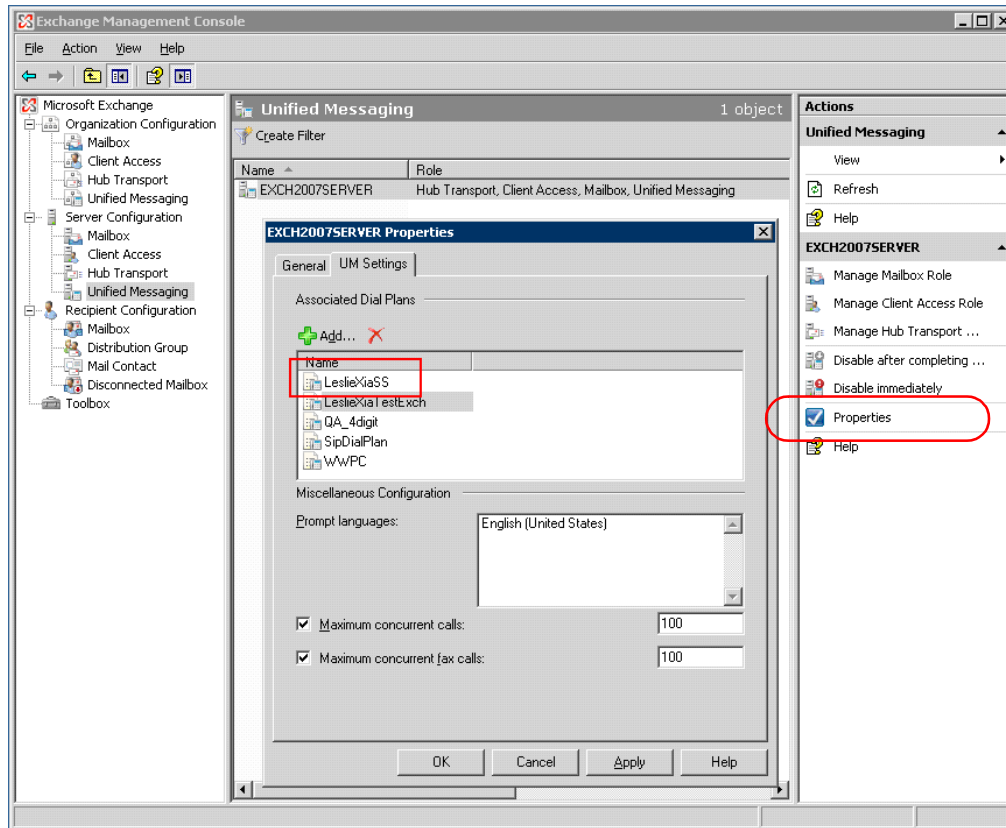 Exchange Management Console
File Action View Help
Microsoft Exchange
Organization Configuration
Mailbox
Client Access
Hub Transport
Unified Messaging
Server Configuration
Mailbox
Client Access
Hub Transport
Unified Messaging
Recipient Configuration
Mailbox
Distribution Group
Mail Contact
Disconnected Mailbox
Toolbox
Unified Messaging 1 object
Create Filter
Name Role
EXCH2007SERVER Hub Transport, Client Access, Mailbox, Unified Messaging
EXCH2007SERVER Properties
General UM Settings
Associated Dial Plans
Add...
Name
LeslieXiaSS
LeslieXiaTestExch
QA_4digit
SipDialPlan
WWPC
Miscellaneous Configuration
Prompt languages: English (United States)
Maximum concurrent calls: 100
Maximum concurrent fax calls: 100
OK Cancel Apply Help
Actions
Unified Messaging
View
Refresh
Help
EXCH2007SERVER
Manage Mailbox Role
Manage Client Access Role
Manage Hub Transport ...
Disable after completing ...
Disable immediately
Properties
Help